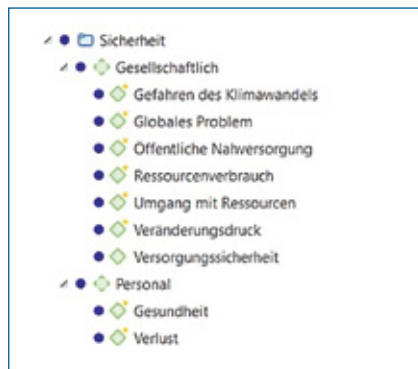 Sicherheit
Gesellschaftlich
Gefahren des Klimawandels
Globales Problem
Öffentliche Nahversorgung
Ressourcenverbrauch
Umgang mit Ressourcen
Veränderungsdruck
Versorgungssicherheit
Personal
Gesundheit
Verlust